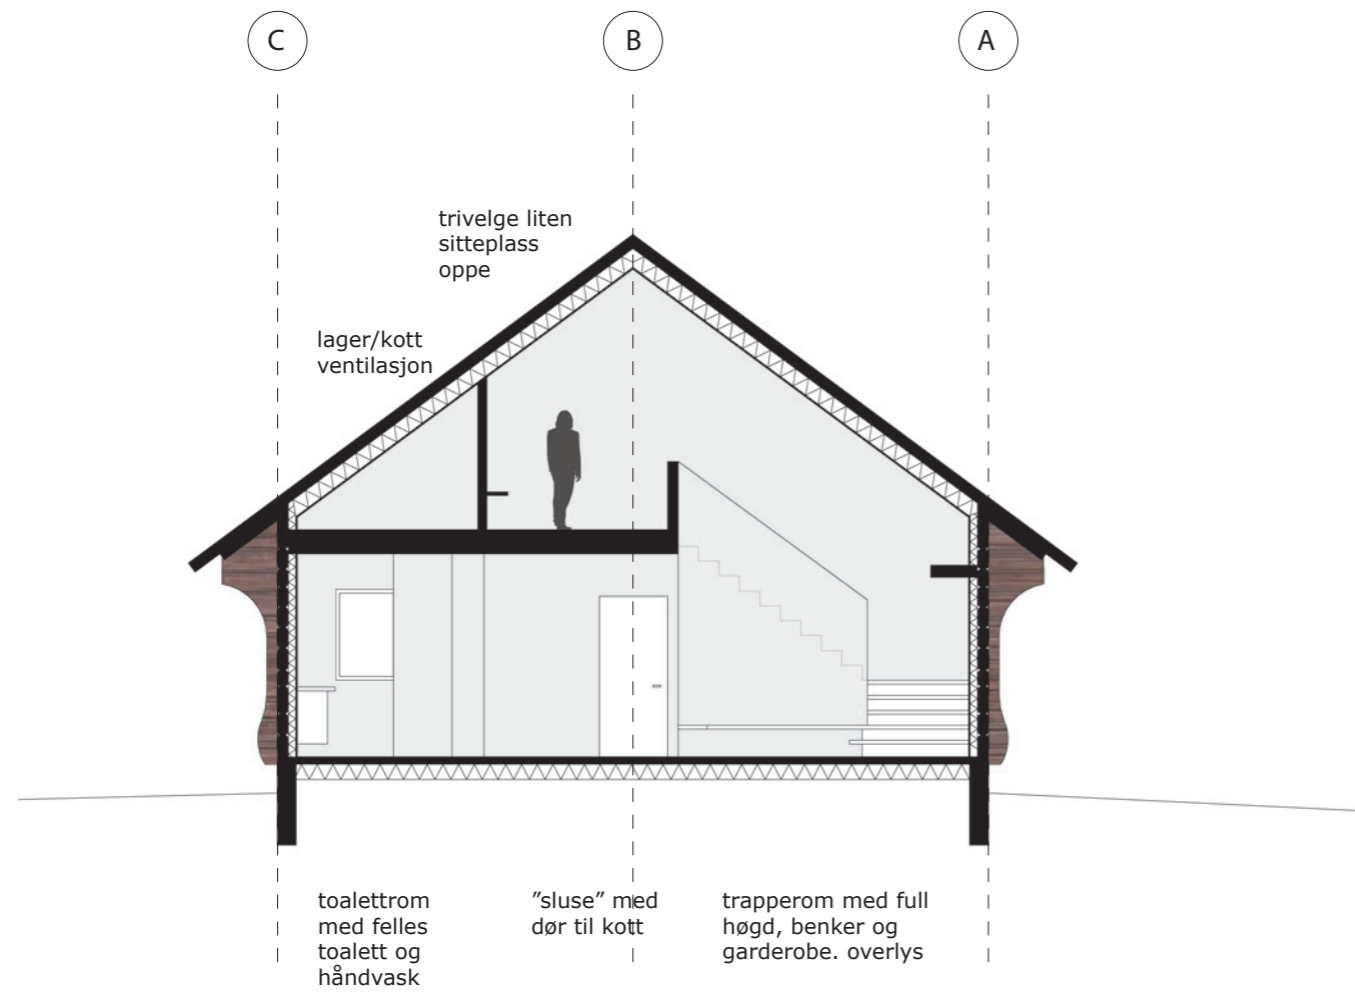 C
B
A
trivelge liten
sitteplass
oppe
lager/kott
ventilasjon
toalettrom
med felles
toalett og
håndvask
”sluse” med
dør til kott
trapperom med full
høgd, benker og
garderobe. overlys